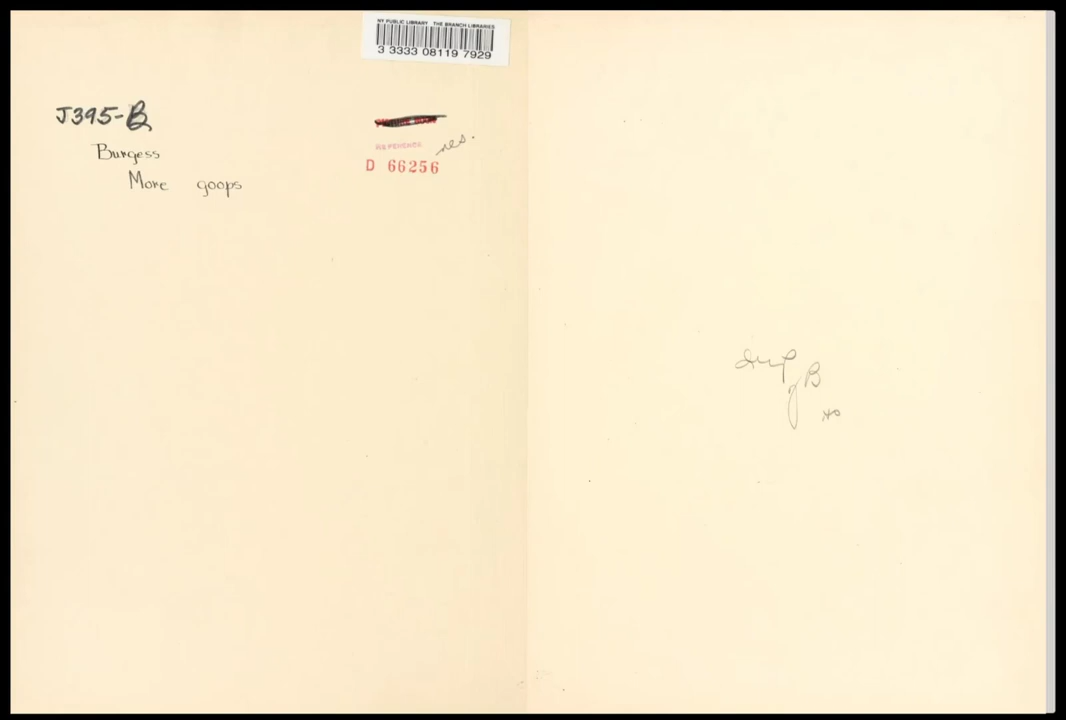 NY PUBLIC LIBRARY THE BRANCH LIBRARIES
3 3333 08119 7929
J395-B
Burgess
More goops
REFERENCE
res.
D 66256
B